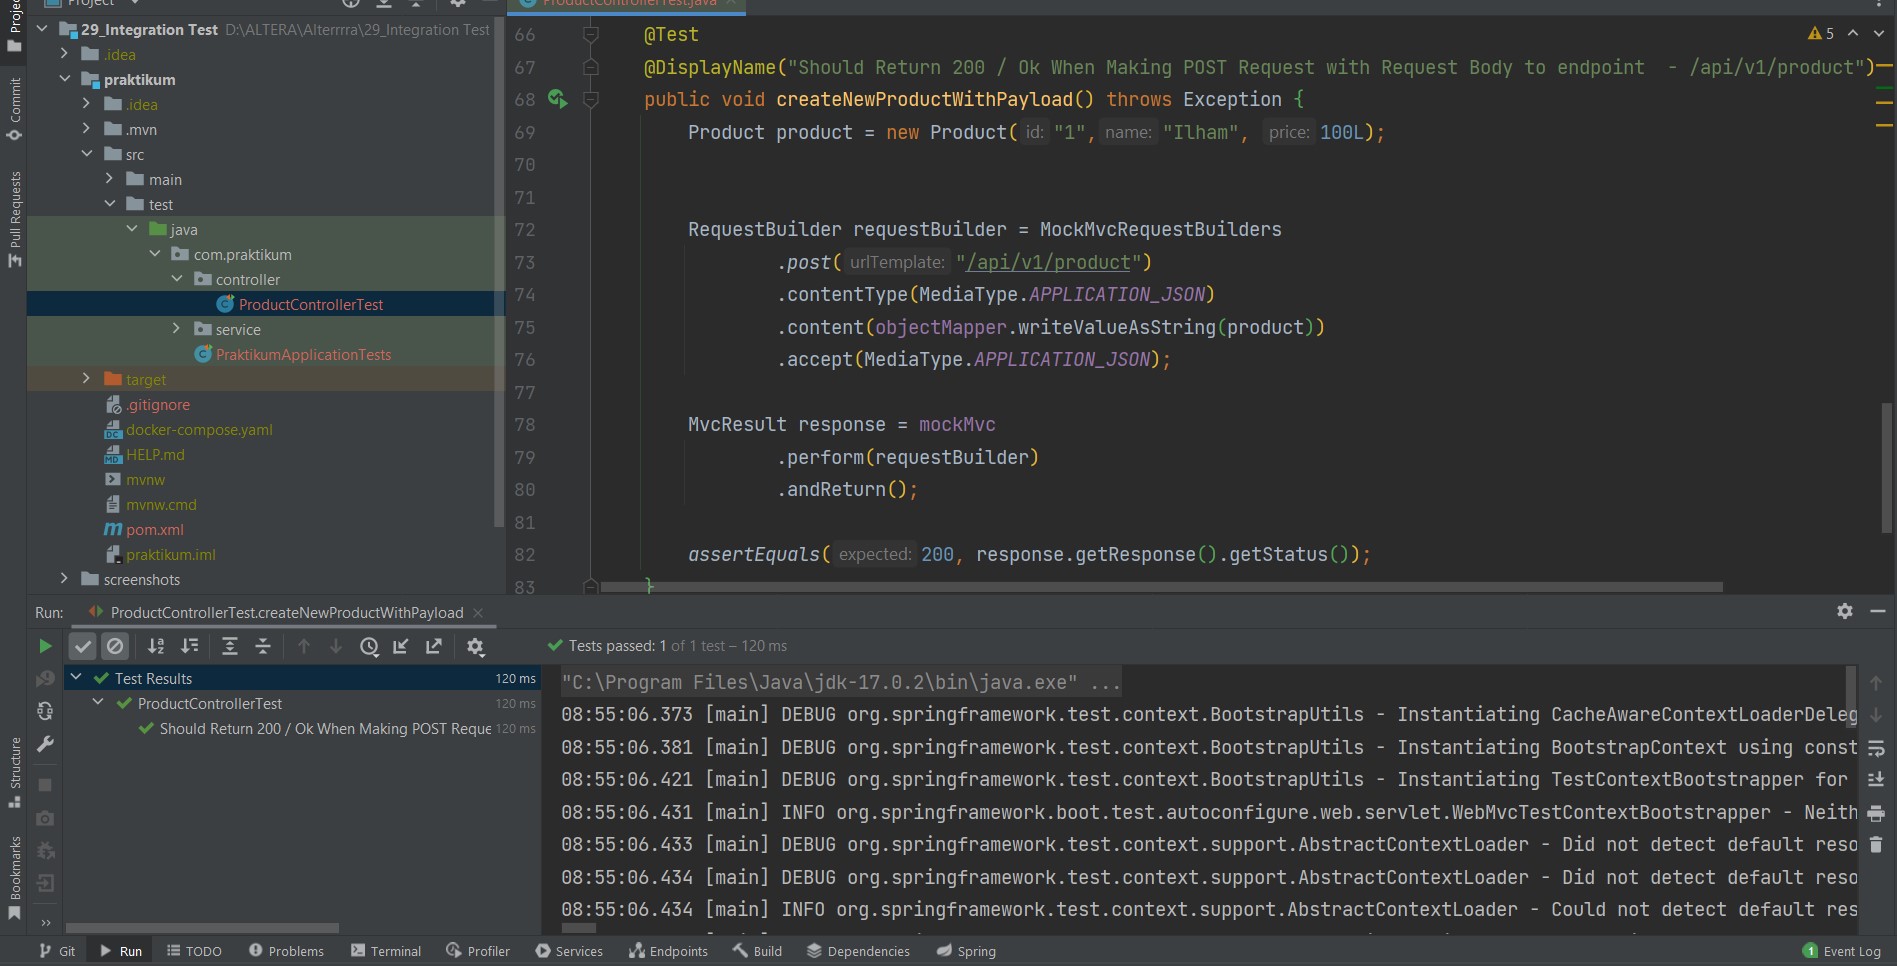 Project
ProductControllerTest.java
29_Integration Test D:\ALTERA\Alterrrra\29_Integration Test
.idea
praktikum
.idea
.mvn
src
main
test
java
com.praktikum
controller
ProductControllerTest
service
PraktikumApplicationTests
target
.gitignore
docker-compose.yaml
HELP.md
mvnw
mvnw.cmd
pom.xml
praktikum.iml
screenshots
Project
Commit
Pull Requests
Structure
Bookmarks
5
66 @Test
67 @DisplayName("Should Return 200 / Ok When Making POST Request with Request Body to endpoint  - /api/v1/product")
68 public void createNewProductWithPayload() throws Exception {
69 Product product = new Product( id: "1", name: "Ilham", price: 100L);
70
71
72 RequestBuilder requestBuilder = MockMvcRequestBuilders
73 .post( urlTemplate: "/api/v1/product")
74 .contentType(MediaType.APPLICATION_JSON)
75 .content(objectMapper.writeValueAsString(product))
76 .accept(MediaType.APPLICATION_JSON);
77
78 MvcResult response = mockMvc
79 .perform(requestBuilder)
80 .andReturn();
81
82 assertEquals( expected: 200, response.getResponse().getStatus());
83 }
Run: ProductControllerTest.createNewProductWithPayload
Tests passed: 1 of 1 test – 120 ms
Test Results 120 ms
ProductControllerTest 120 ms
Should Return 200 / Ok When Making POST Reque 120 ms
"C:\Program Files\Java\jdk-17.0.2\bin\java.exe" ...
08:55:06.373 [main] DEBUG org.springframework.test.context.BootstrapUtils - Instantiating CacheAwareContextLoaderDeleg
08:55:06.381 [main] DEBUG org.springframework.test.context.BootstrapUtils - Instantiating BootstrapContext using const
08:55:06.421 [main] DEBUG org.springframework.test.context.BootstrapUtils - Instantiating TestContextBootstrapper for
08:55:06.431 [main] INFO org.springframework.boot.test.autoconfigure.web.servlet.WebMvcTestContextBootstrapper - Neith
08:55:06.433 [main] DEBUG org.springframework.test.context.support.AbstractContextLoader - Did not detect default reso
08:55:06.434 [main] DEBUG org.springframework.test.context.support.AbstractContextLoader - Did not detect default reso
08:55:06.434 [main] INFO org.springframework.test.context.support.AbstractContextLoader - Could not detect default res
Git Run TODO Problems Terminal Profiler Services Endpoints Build Dependencies Spring 1 Event Log